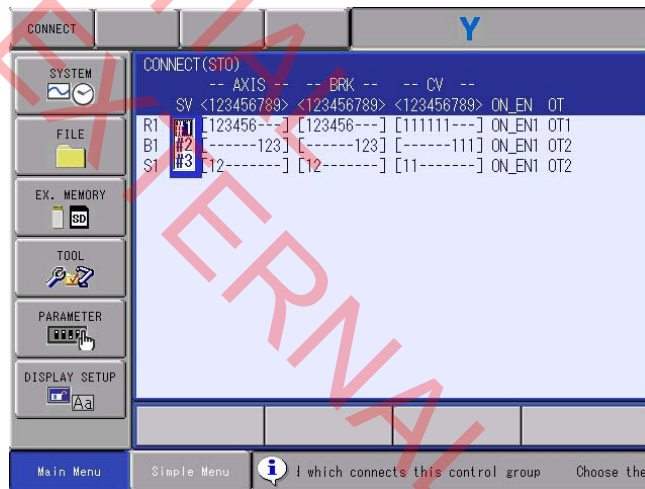 CONNECT
Y
SYSTEM
FILE
EX. MEMORY
SD
TOOL
PARAMETER
DISPLAY SETUP
Aa
CONNECT(STO)
-- AXIS -- -- BRK -- -- CV --
SV <123456789> <123456789> <123456789> ON_EN OT
R1 #1 [123456---] [123456---] [111111---] ON_EN1 OT1
B1 #2 [------123] [------123] [------111] ON_EN1 OT2
S1 #3 [12-------] [12-------] [11-------] ON_EN1 OT2
Main Menu
Simple Menu
which connects this control group Choose the
EXTERNAL